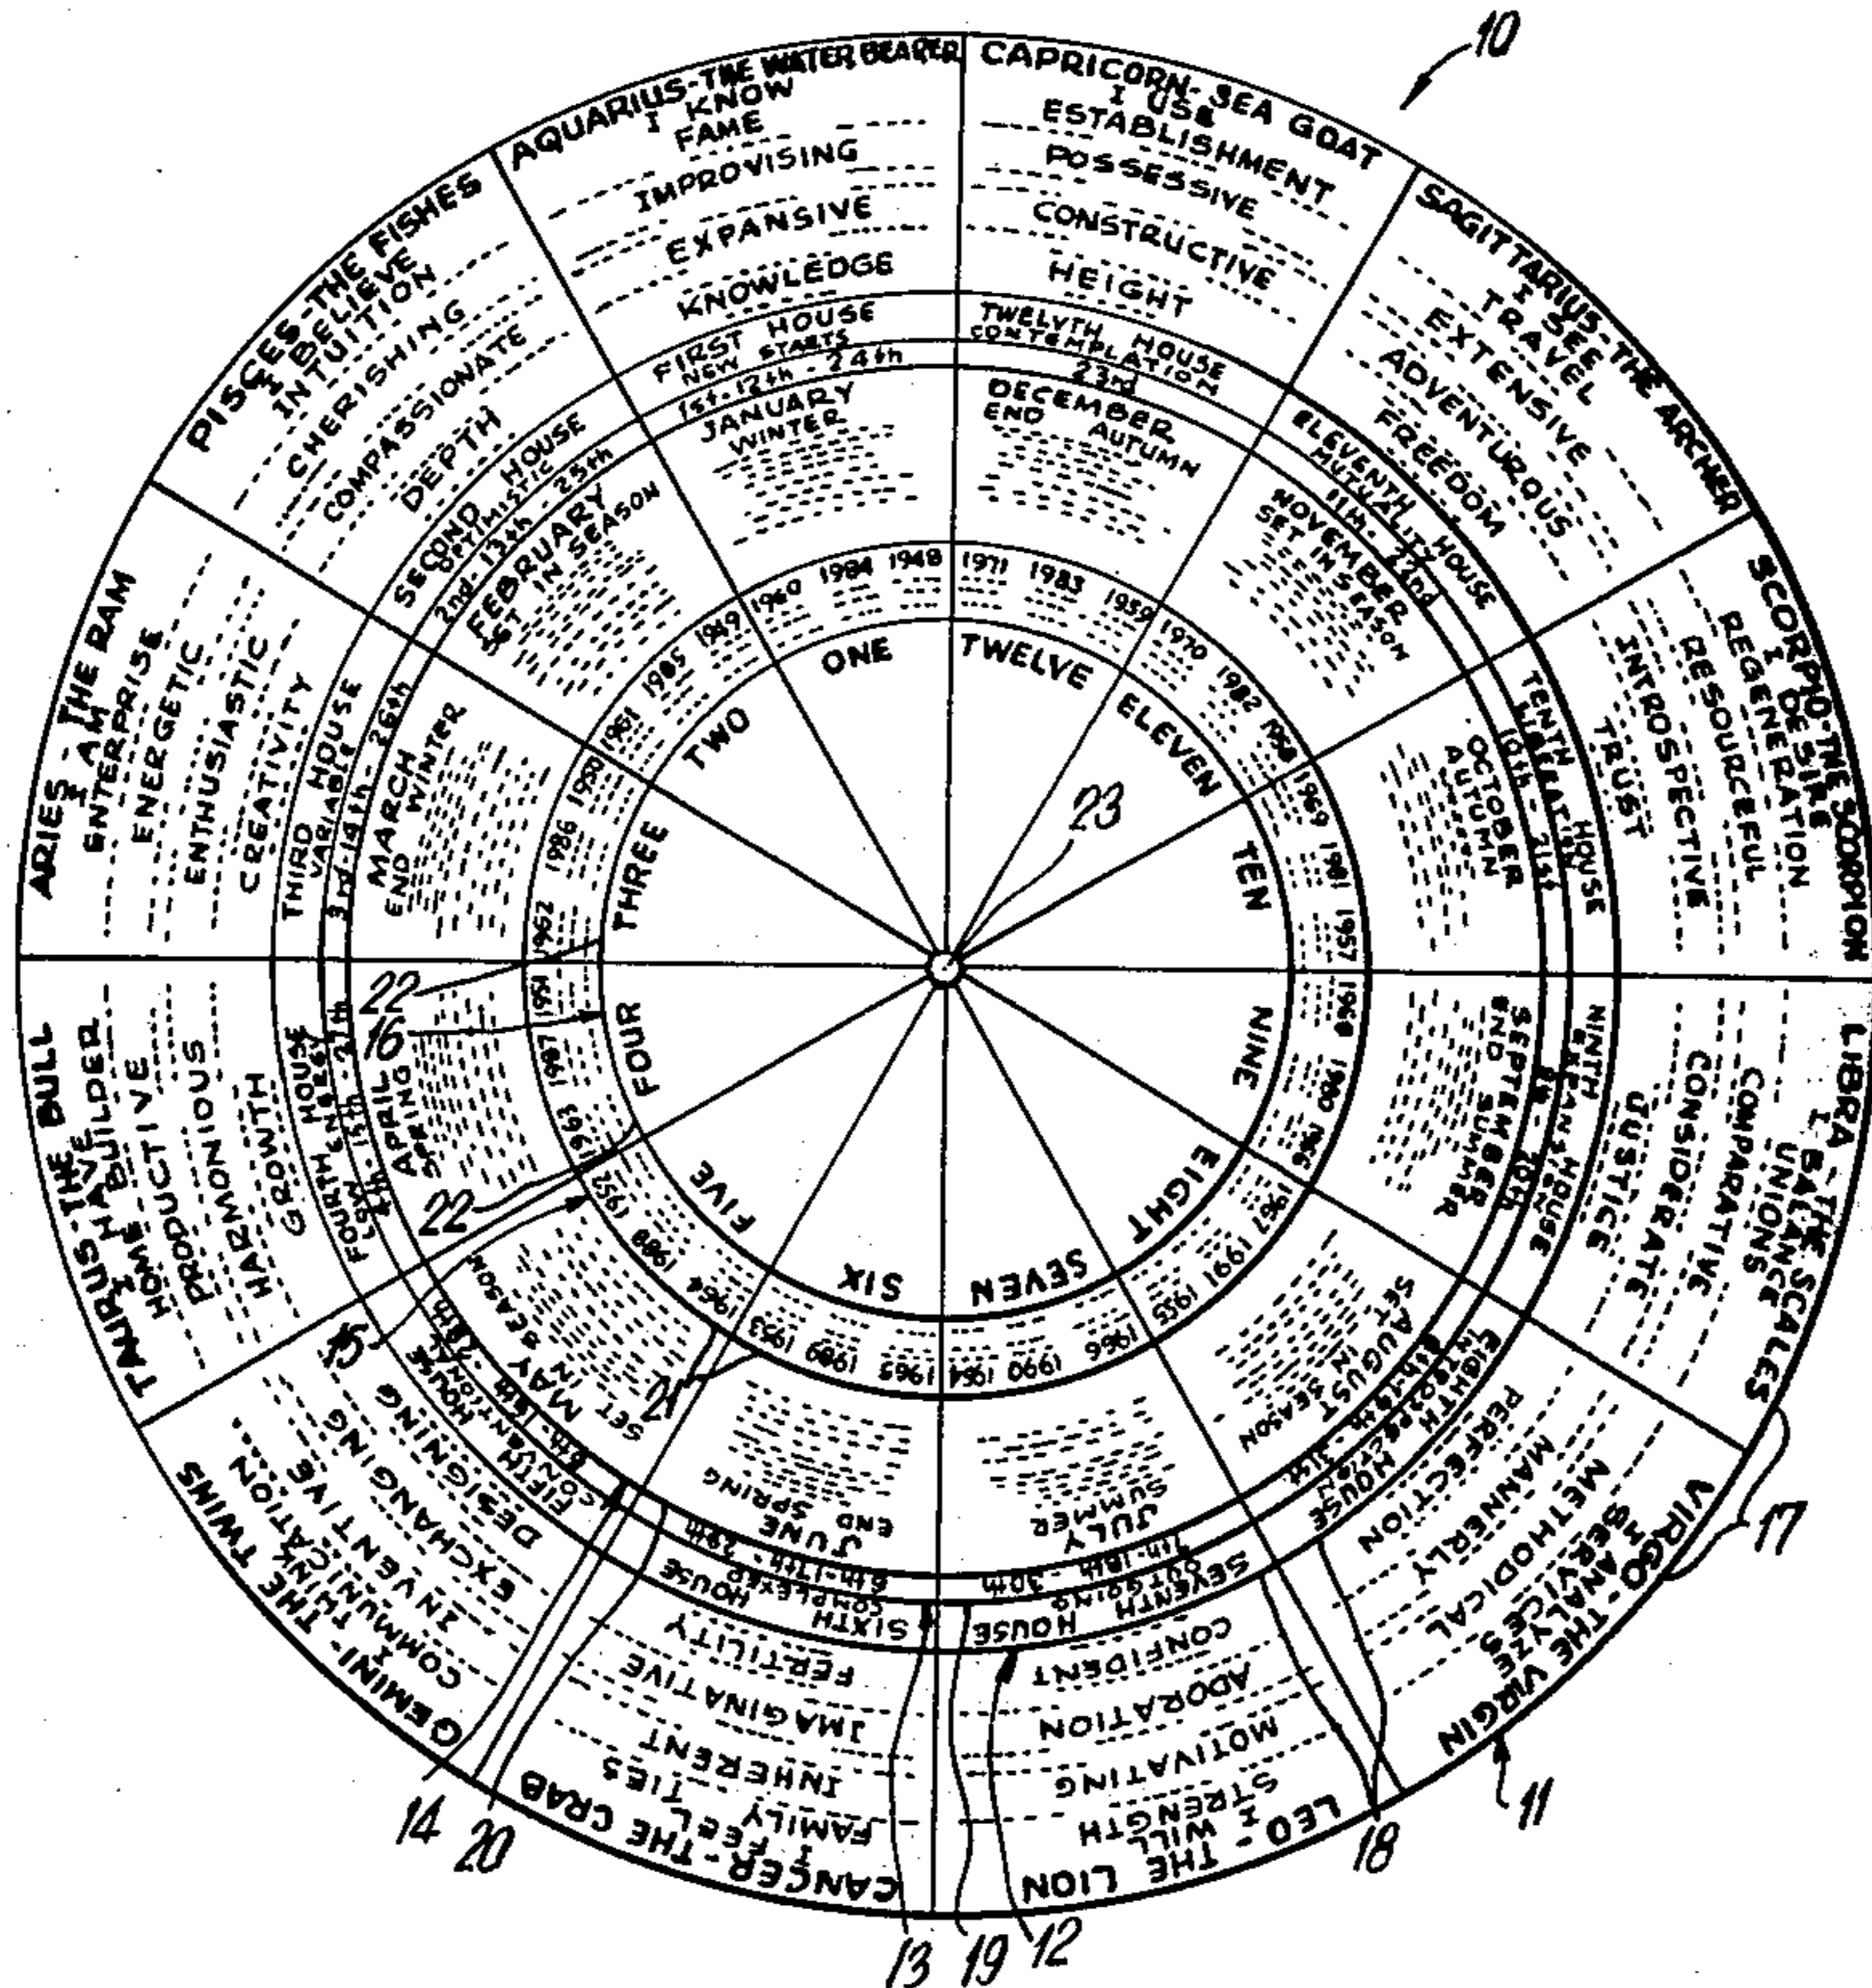 10
AQUARIUS-THE WATER BEARER
I KNOW
FAME
IMPROVISING
EXPANSIVE
KNOWLEDGE
FIRST HOUSE
NEW STARTS
1st-12th-24th
JANUARY
WINTER
1960 1984 1948
ONE
CAPRICORN-SEA GOAT
I USE
ESTABLISHMENT
POSSESSIVE
CONSTRUCTIVE
HEIGHT
TWELVTH HOUSE
CONTEMPLATION
23rd
DECEMBER
END AUTUMN
1971 1983 1959
TWELVE
SAGITTARIUS-THE ARCHER
I SEE
TRAVEL
EXTENSIVE
ADVENTUROUS
FREEDOM
ELEVENTH HOUSE
MUTUALITY
11th-22nd
NOVEMBER
SET IN SEASON
1970 1982 1958
ELEVEN
SCORPIO-THE SCORPION
I DESIRE
REGENERATION
RESOURCEFUL
INTROSPECTIVE
TRUST
TENTH HOUSE
LIBERATION
10th-21st
OCTOBER
AUTUMN
1969 1981 1957
TEN
LIBRA-THE SCALES
I BALANCE
UNIONS
COMPARATIVE
CONSIDERATE
JUSTICE
NINTH HOUSE
EXPANSIVE
20th
SEPTEMBER
END SUMMER
1968 1980 1956
NINE
VIRGO-THE VIRGIN
I ANALYZE
SERVICES
METHODICAL
MANNERLY
PERFECTION
EIGHTH HOUSE
INTROSPECTION
8th-19th-31st
AUGUST
SET IN SEASON
1967 1991 1955
EIGHT
LEO-THE LION
I WILL
STRENGTH
MOTIVATING
ADORATION
CONFIDENT
SEVENTH HOUSE
OUTGOING
7th-18th-30th
JULY
SUMMER
1966 1990 1954
SEVEN
CANCER-THE CRAB
I FEEL
FAMILY TIES
INHERENT
IMAGINATIVE
FERTILITY
SIXTH HOUSE
COMPLEXED
6th-17th-29th
JUNE
END SPRING
1953 1989 1965
SIX
GEMINI-THE TWINS
I THINK
COMMUNICATION
INVENTIVE
EXCHANGING
DESIGNING
FIFTH HOUSE
CONVENTIONAL
5th-16th-28th
MAY
SET IN SEASON
1952 1988 1964
FIVE
TAURUS-THE BULL
I HAVE
HOME BUILDER
PRODUCTIVE
HARMONIOUS
GROWTH
FOURTH HOUSE
LOW ENERGY
4th-15th-27th
APRIL
SPRING
1951 1987 1963
FOUR
ARIES-THE RAM
I AM
ENTERPRISE
ENERGETIC
ENTHUSIASTIC
CREATIVITY
THIRD HOUSE
VARIABLE
3rd-14th-26th
MARCH
END WINTER
1962 1986 1950
THREE
PISCES-THE FISHES
I BELIEVE
INTUITION
CHERISHING
COMPASSIONATE
DEPTH
SECOND HOUSE
OPTIMISTIC
2nd-13th-25th
FEBRUARY
SET IN SEASON
1961 1985 1949
TWO
23
22
16
22
15
21
17
11
18
14
20
13
19
12